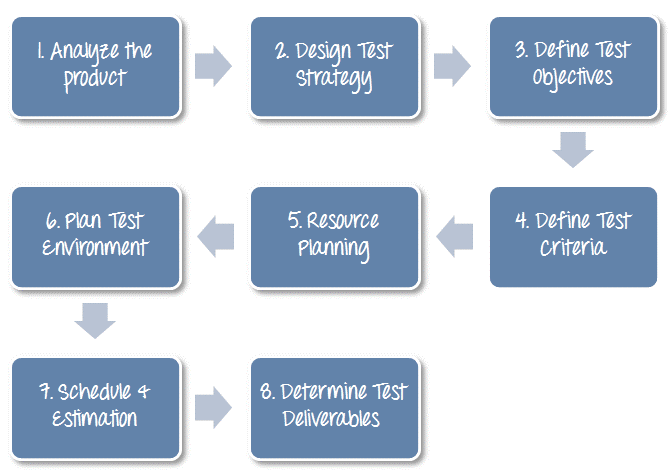 1. Analyze the
product
2. Design Test
Strategy
3. Define Test
Objectives
6. Plan Test
Environment
5. Resource
Planning
4. Define Test
Criteria
7. Schedule &
Estimation
8. Determine Test
Deliverables